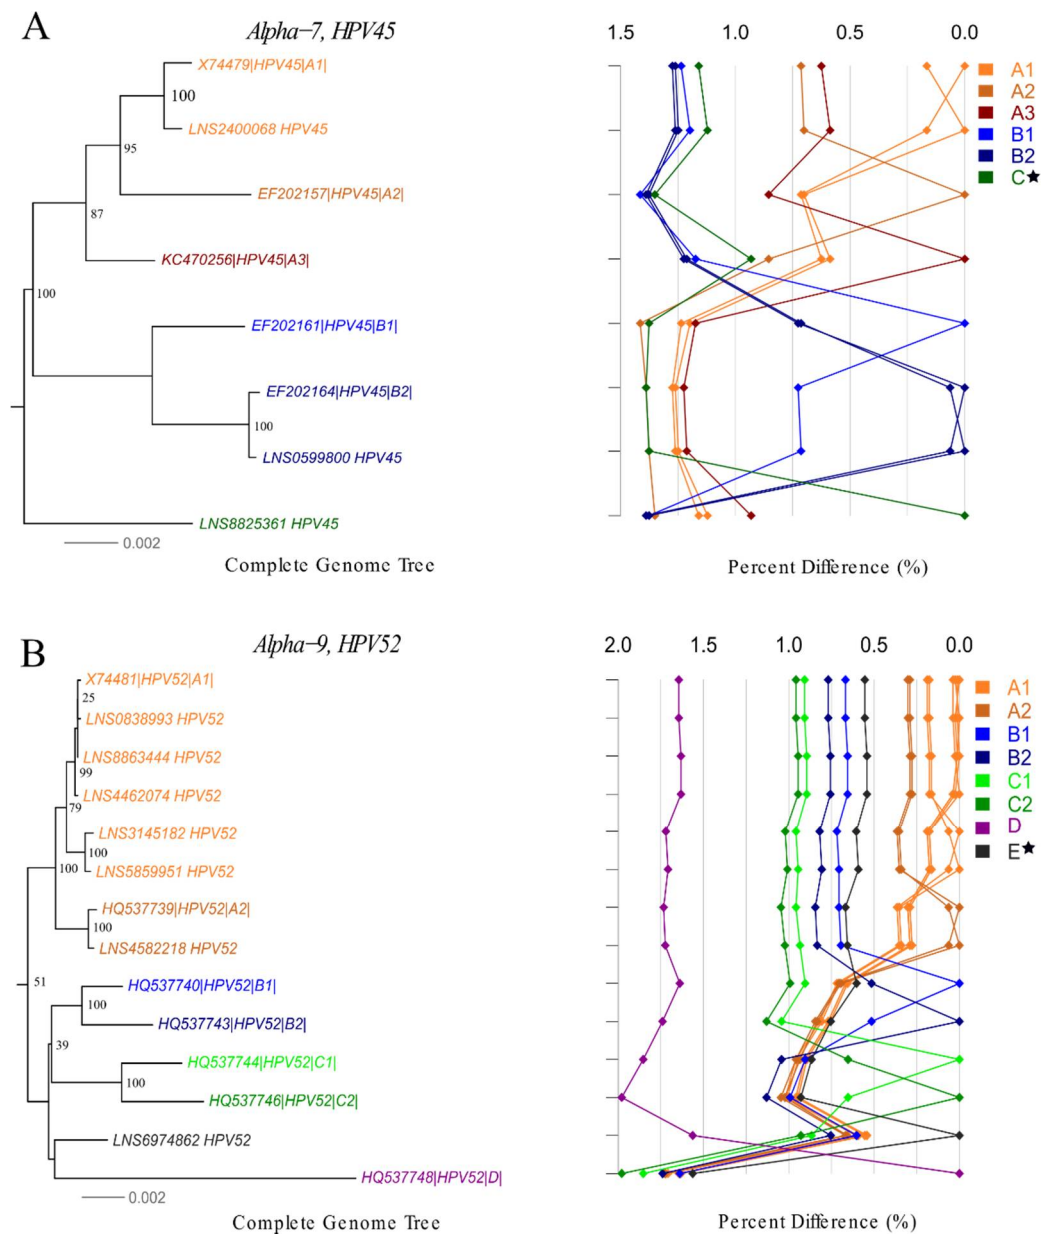 A
Alpha−7, HPV45
1.5 1.0 0.5 0.0
X74479|HPV45|A1|
100
LNS2400068 HPV45
95
EF202157|HPV45|A2|
87
KC470256|HPV45|A3|
100
EF202161|HPV45|B1|
EF202164|HPV45|B2|
100
LNS0599800 HPV45
LNS8825361 HPV45
0.002
A1
A2
A3
B1
B2
C★
Complete Genome Tree
Percent Difference (%)
B
Alpha−9, HPV52
2.0 1.5 1.0 0.5 0.0
X74481|HPV52|A1|
25
LNS0838993 HPV52
LNS8863444 HPV52
99
LNS4462074 HPV52
79
LNS3145182 HPV52
100
100
LNS5859951 HPV52
HQ537739|HPV52|A2|
100
LNS4582218 HPV52
51
HQ537740|HPV52|B1|
100
HQ537743|HPV52|B2|
39
HQ537744|HPV52|C1|
100
HQ537746|HPV52|C2|
LNS6974862 HPV52
HQ537748|HPV52|D|
0.002
A1
A2
B1
B2
C1
C2
D
E★
Complete Genome Tree
Percent Difference (%)